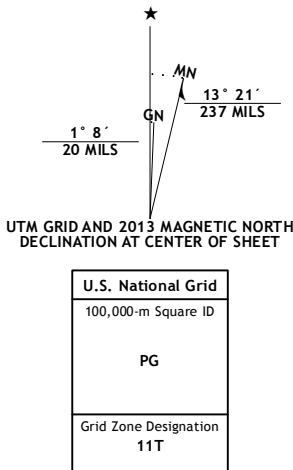 ★
MN
GN
13° 21´
237 MILS
1° 8´
20 MILS
UTM GRID AND 2013 MAGNETIC NORTH
DECLINATION AT CENTER OF SHEET
U.S. National Grid
100,000-m Square ID
PG
Grid Zone Designation
11T